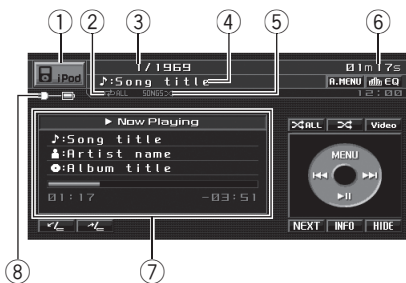 1 2 3 4 5 6
iPod 1/1969 01m17s
♪:Song title A.MENU EQ
ALL SONGS 12:00
► Now Playing
♪:Song title
:Artist name
:Album title
01:17 -03:51
ALL Video
MENU
NEXT INFO HIDE
8 7